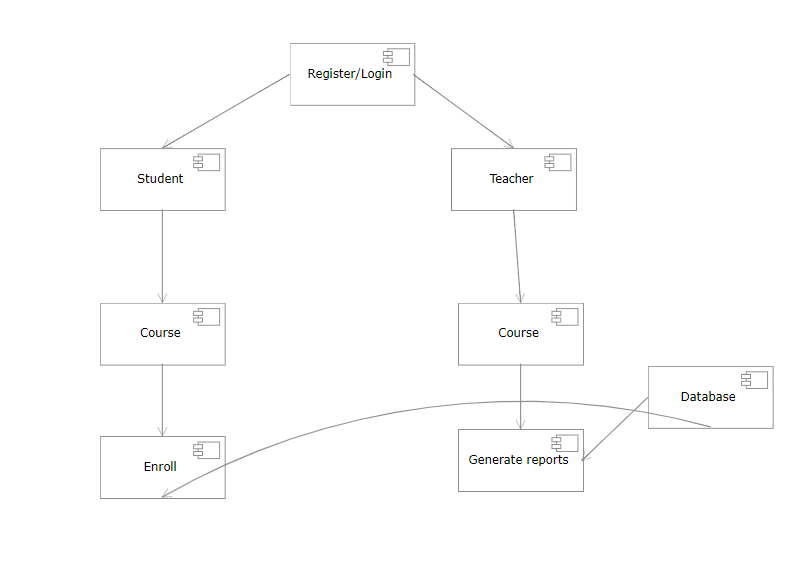 Register/Login
Student
Teacher
Course
Course
Database
Enroll
Generate reports